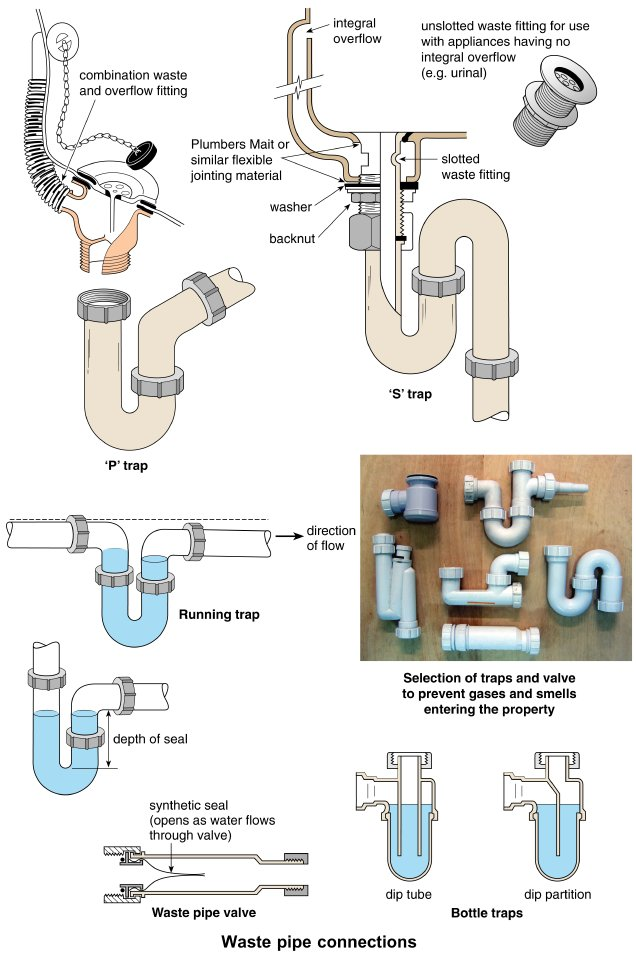 integral
overflow
unslotted waste fitting for use
with appliances having no
integral overflow
(e.g. urinal)
combination waste
and overflow fitting
Plumbers Mait or
similar flexible
jointing material
slotted
waste fitting
washer
backnut
'S' trap
'P' trap
direction
of flow
Running trap
Selection of traps and valve
to prevent gases and smells
entering the property
depth of seal
synthetic seal
(opens as water flows
through valve)
dip tube
dip partition
Waste pipe valve
Bottle traps
Waste pipe connections